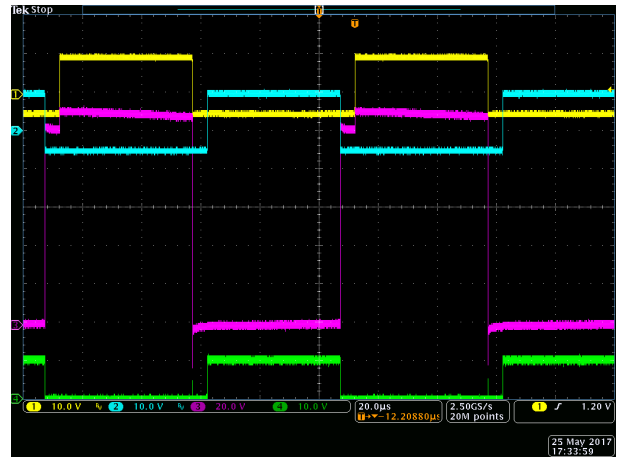 Tek Stop
T
T
1
2
3
4
1 10.0 V 2 10.0 V 3 20.0 V 4 10.0 V
20.0µs
T→▼−12.20880µs
2.50GS/s
20M points
1 ∫ 1.20 V
25 May 2017
17:33:59